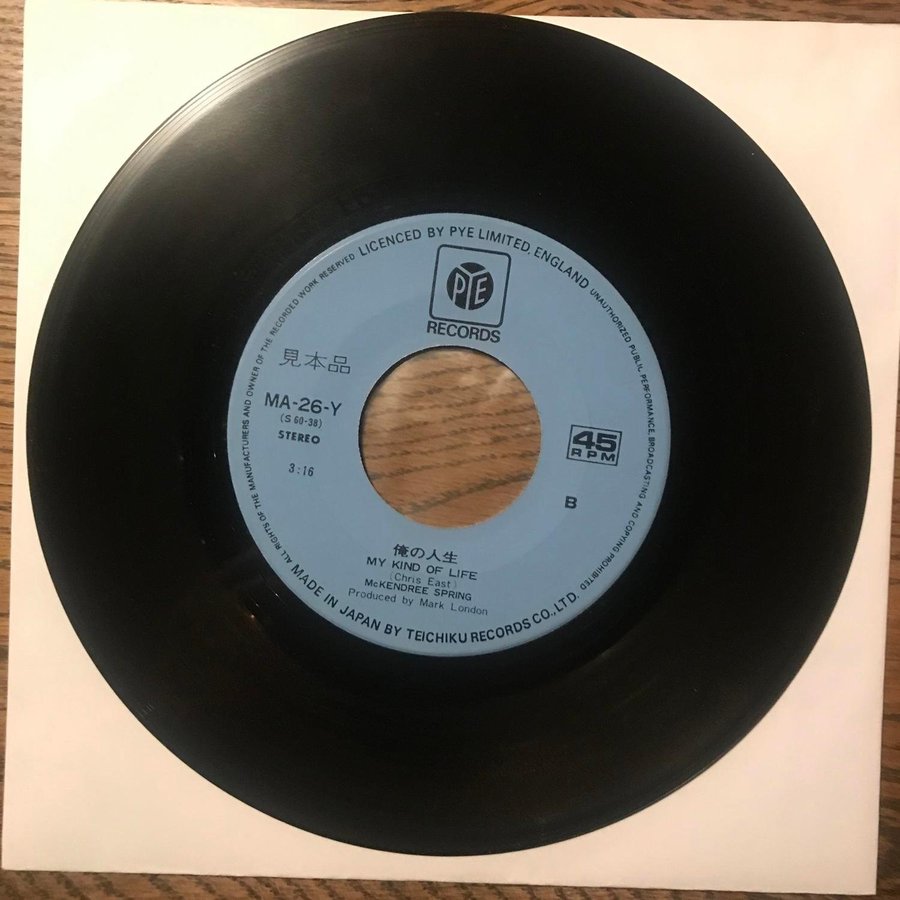 LICENCED BY PYE LIMITED, ENGLAND
UNAUTHORIZED PUBLIC PERFORMANCE, BROADCASTING AND COPYING PROHIBITED
PYE
RECORDS
見本品
MA-26-Y
(S 60-38)
STEREO
3:16
45
RPM
B
俺の人生
MY KIND OF LIFE
(Chris East)
McKENDREE SPRING
Produced by Mark London
MADE IN JAPAN BY TEICHIKU RECORDS CO., LTD.
ALL RIGHTS OF THE MANUFACTURERS AND OWNER OF THE RECORDED WORK RESERVED